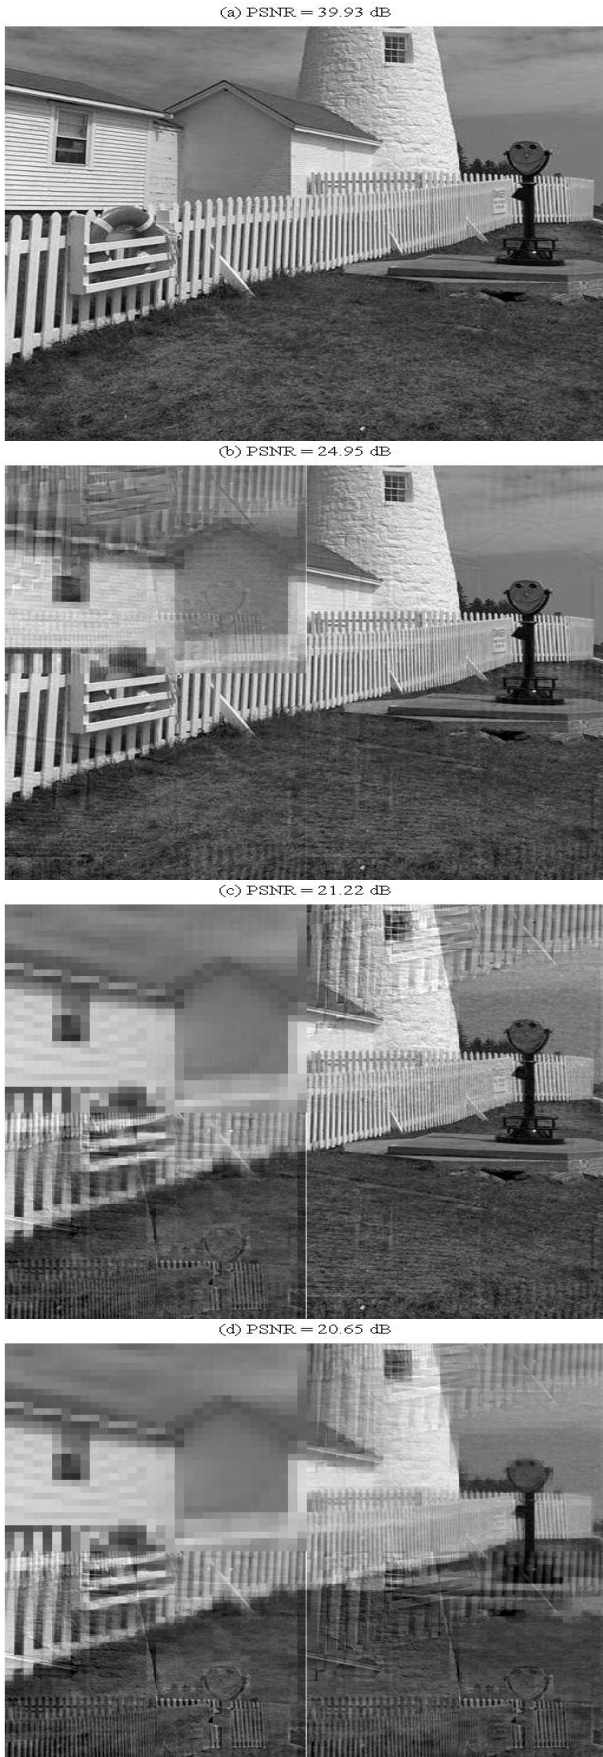 (a) PSNR = 39.93 dB
(b) PSNR = 24.95 dB
(c) PSNR = 21.22 dB
(d) PSNR = 20.65 dB